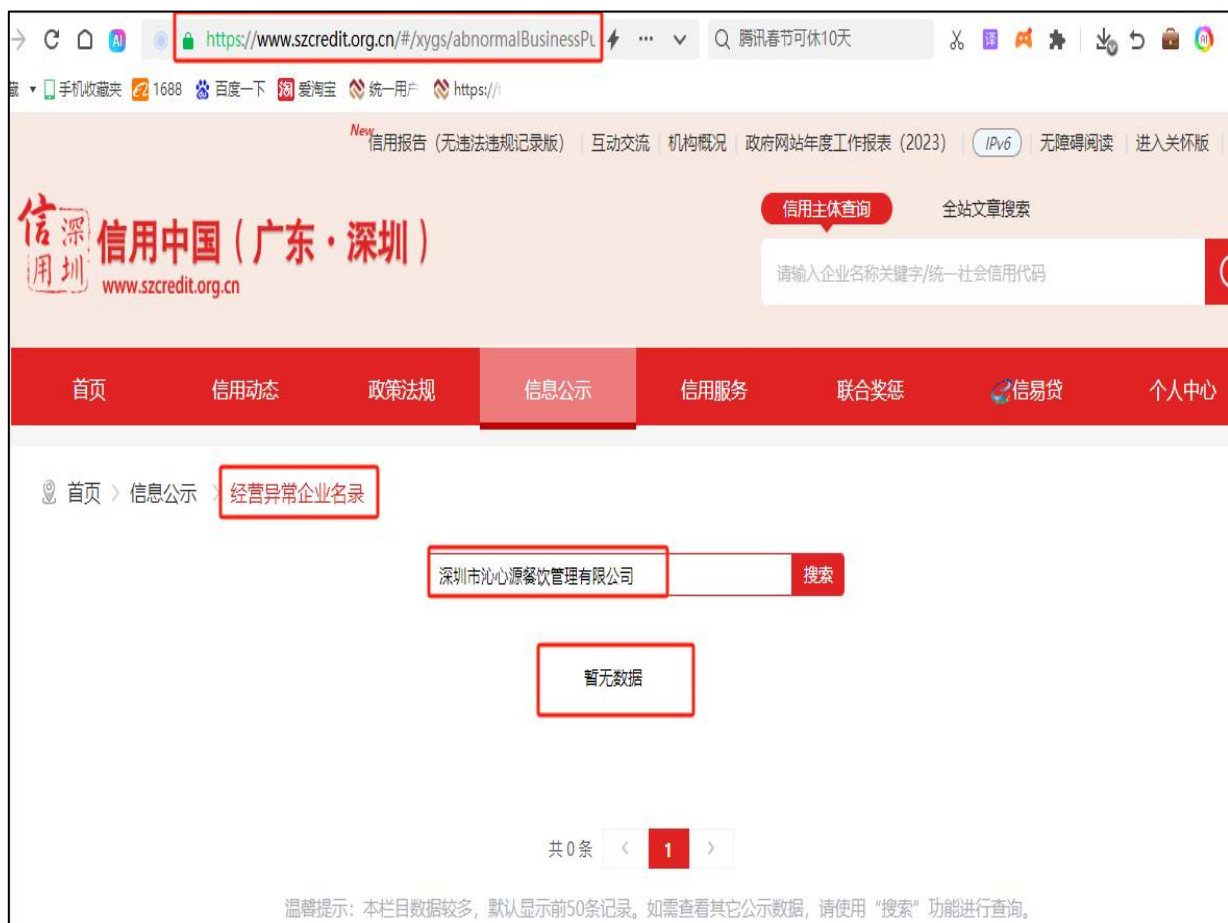 https://www.szcredit.org.cn/#/xygs/abnormalBusinessPu ··· 腾讯春节可休10天 译
藏 手机收藏夹 1688 百度一下 淘 爱淘宝 统一用户 https://
New 信用报告（无违法违规记录版） 互动交流 机构概况 政府网站年度工作报表（2023） IPv6 无障碍阅读 进入关怀版
信用 深圳 信用中国（广东·深圳）
www.szcredit.org.cn
信用主体查询 全站文章搜索
请输入企业名称关键字/统一社会信用代码
首页 信用动态 政策法规 信息公示 信用服务 联合奖惩 信易贷 个人中心
首页 > 信息公示 > 经营异常企业名录
深圳市沁心源餐饮管理有限公司 搜索
暂无数据
共0条 < 1 >
温馨提示：本栏目数据较多，默认显示前50条记录。如需查看其它公示数据，请使用“搜索”功能进行查询。